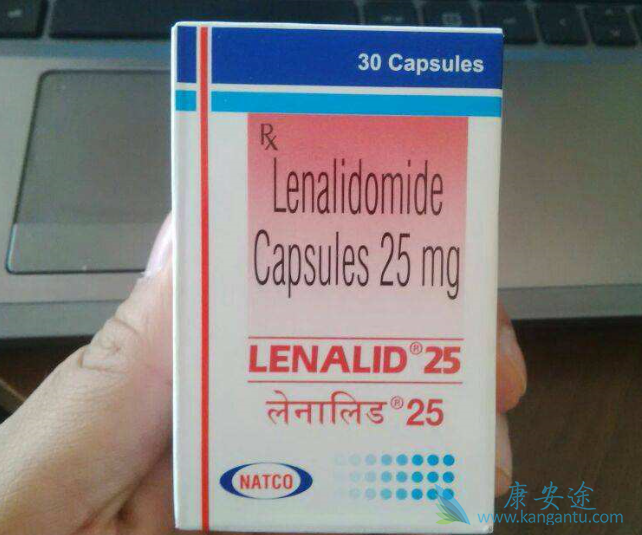 30 Capsules
Rx
Lenalidomide
Capsules 25 mg
LENALID® 25
लेनालिड® 25
NATCO
康安途
www.kangantu.com